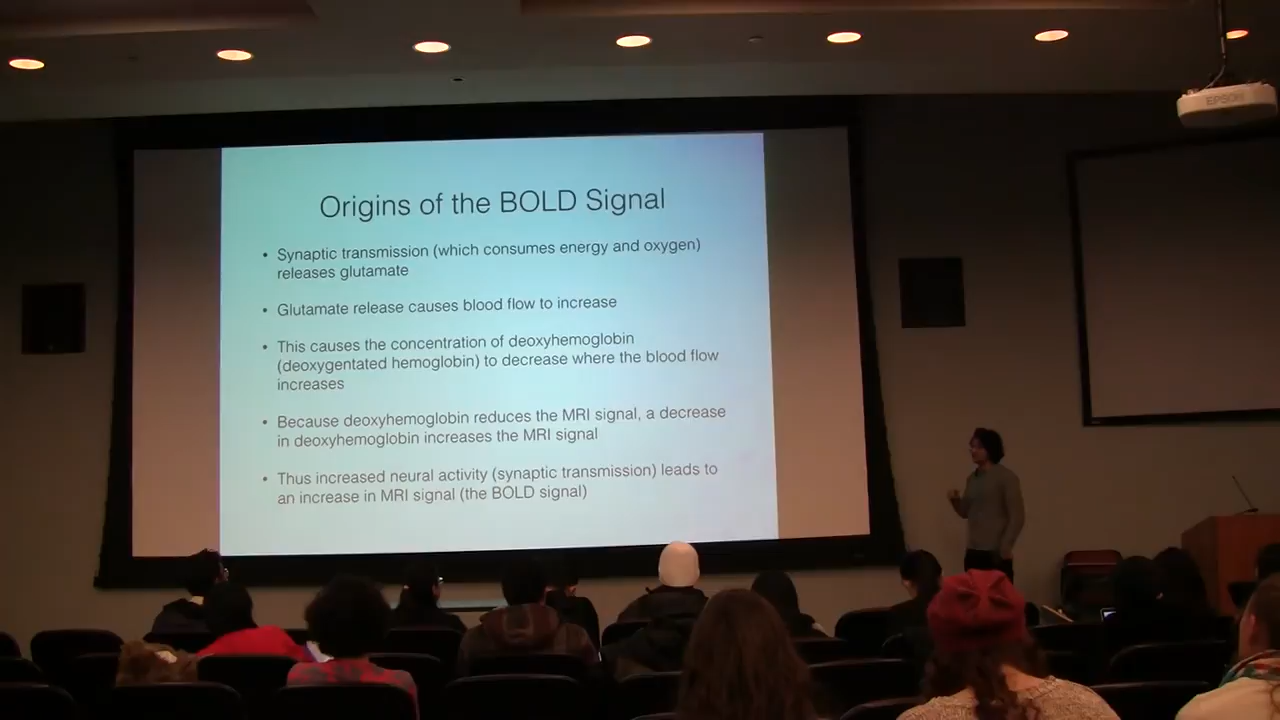 EPSON
Origins of the BOLD Signal
• Synaptic transmission (which consumes energy and oxygen)
releases glutamate
• Glutamate release causes blood flow to increase
• This causes the concentration of deoxyhemoglobin
(deoxygentated hemoglobin) to decrease where the blood flow
increases
• Because deoxyhemoglobin reduces the MRI signal, a decrease
in deoxyhemoglobin increases the MRI signal
• Thus increased neural activity (synaptic transmission) leads to
an increase in MRI signal (the BOLD signal)